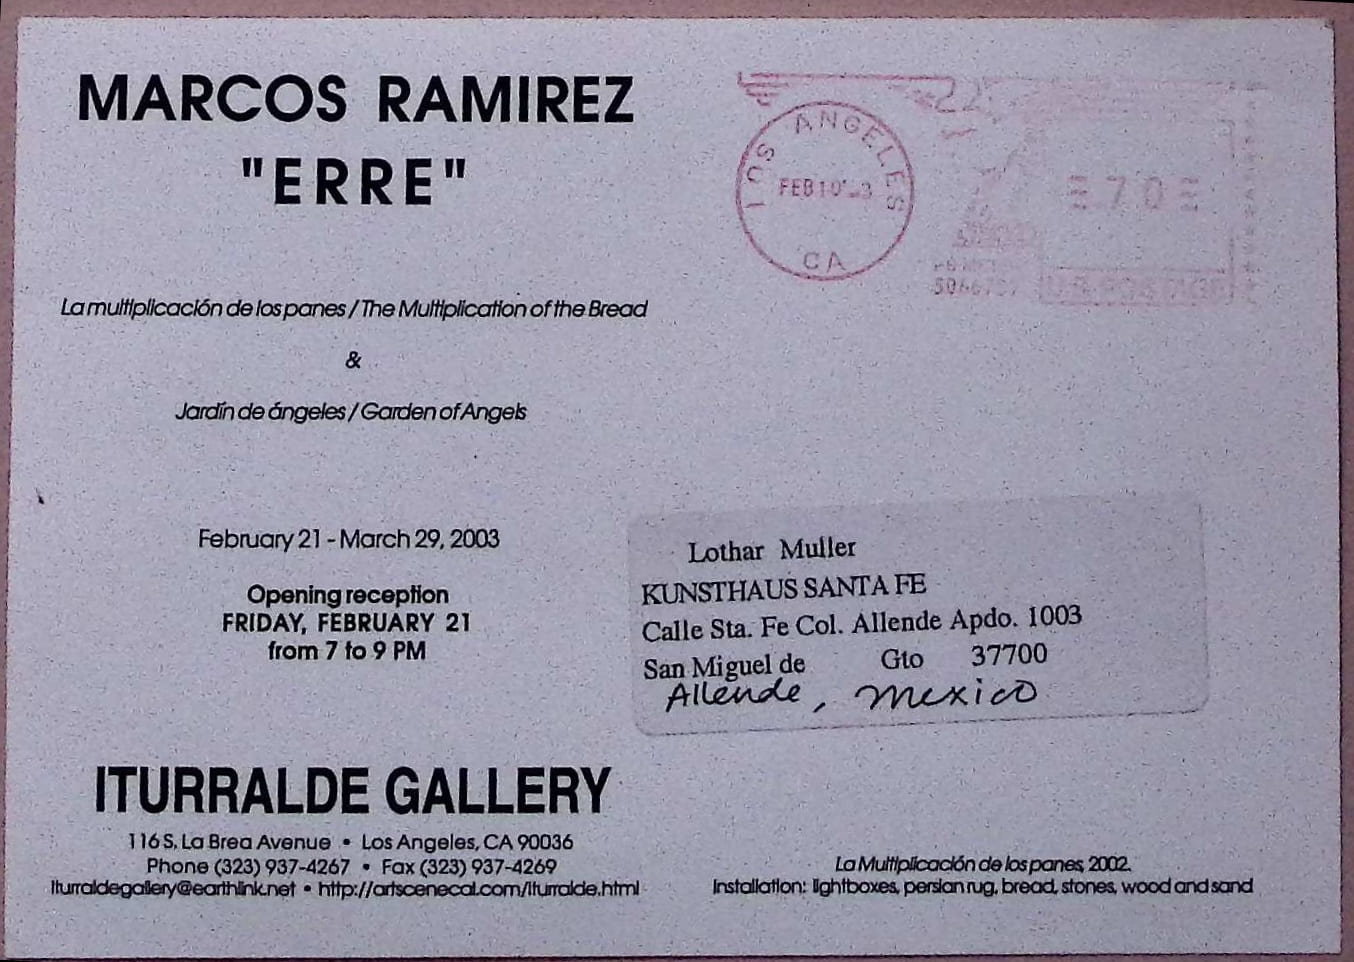 MARCOS RAMIREZ
"ERRE"
La multiplicación de los panes / The Multiplication of the Bread
&
Jardín de ángeles / Garden of Angels
February 21 - March 29, 2003
Opening reception
FRIDAY, FEBRUARY 21
from 7 to 9 PM
ITURRALDE GALLERY
116 S. La Brea Avenue • Los Angeles, CA 90036
Phone (323) 937-4267 • Fax (323) 937-4269
Iturraldegallery@earthlink.net • http://artscenecal.com/Iturralde.html
LOS ANGELES
FEB 10
CA
.70
U.S. POSTAGE
Lothar Muller
KUNSTHAUS SANTA FE
Calle Sta. Fe Col. Allende Apdo. 1003
San Miguel de Gto 37700
Allende, Mexico
La Multiplicación de los panes, 2002.
Installation: lightboxes, persian rug, bread, stones, wood and sand